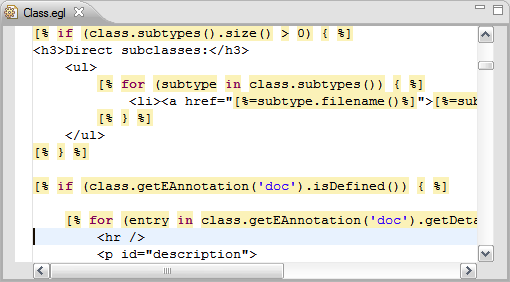 Class.egl
[% if (class.subtypes().size() > 0) { %]
<h3>Direct subclasses:</h3>
    <ul>
        [% for (subtype in class.subtypes()) { %]
            <li><a href="[%=subtype.filename()%]">[%=sub
        [% } %]
    </ul>
[% } %]

[% if (class.getEAnnotation('doc').isDefined()) { %]

    [% for (entry in class.getEAnnotation('doc').getDeta
        <hr />
        <p id="description">